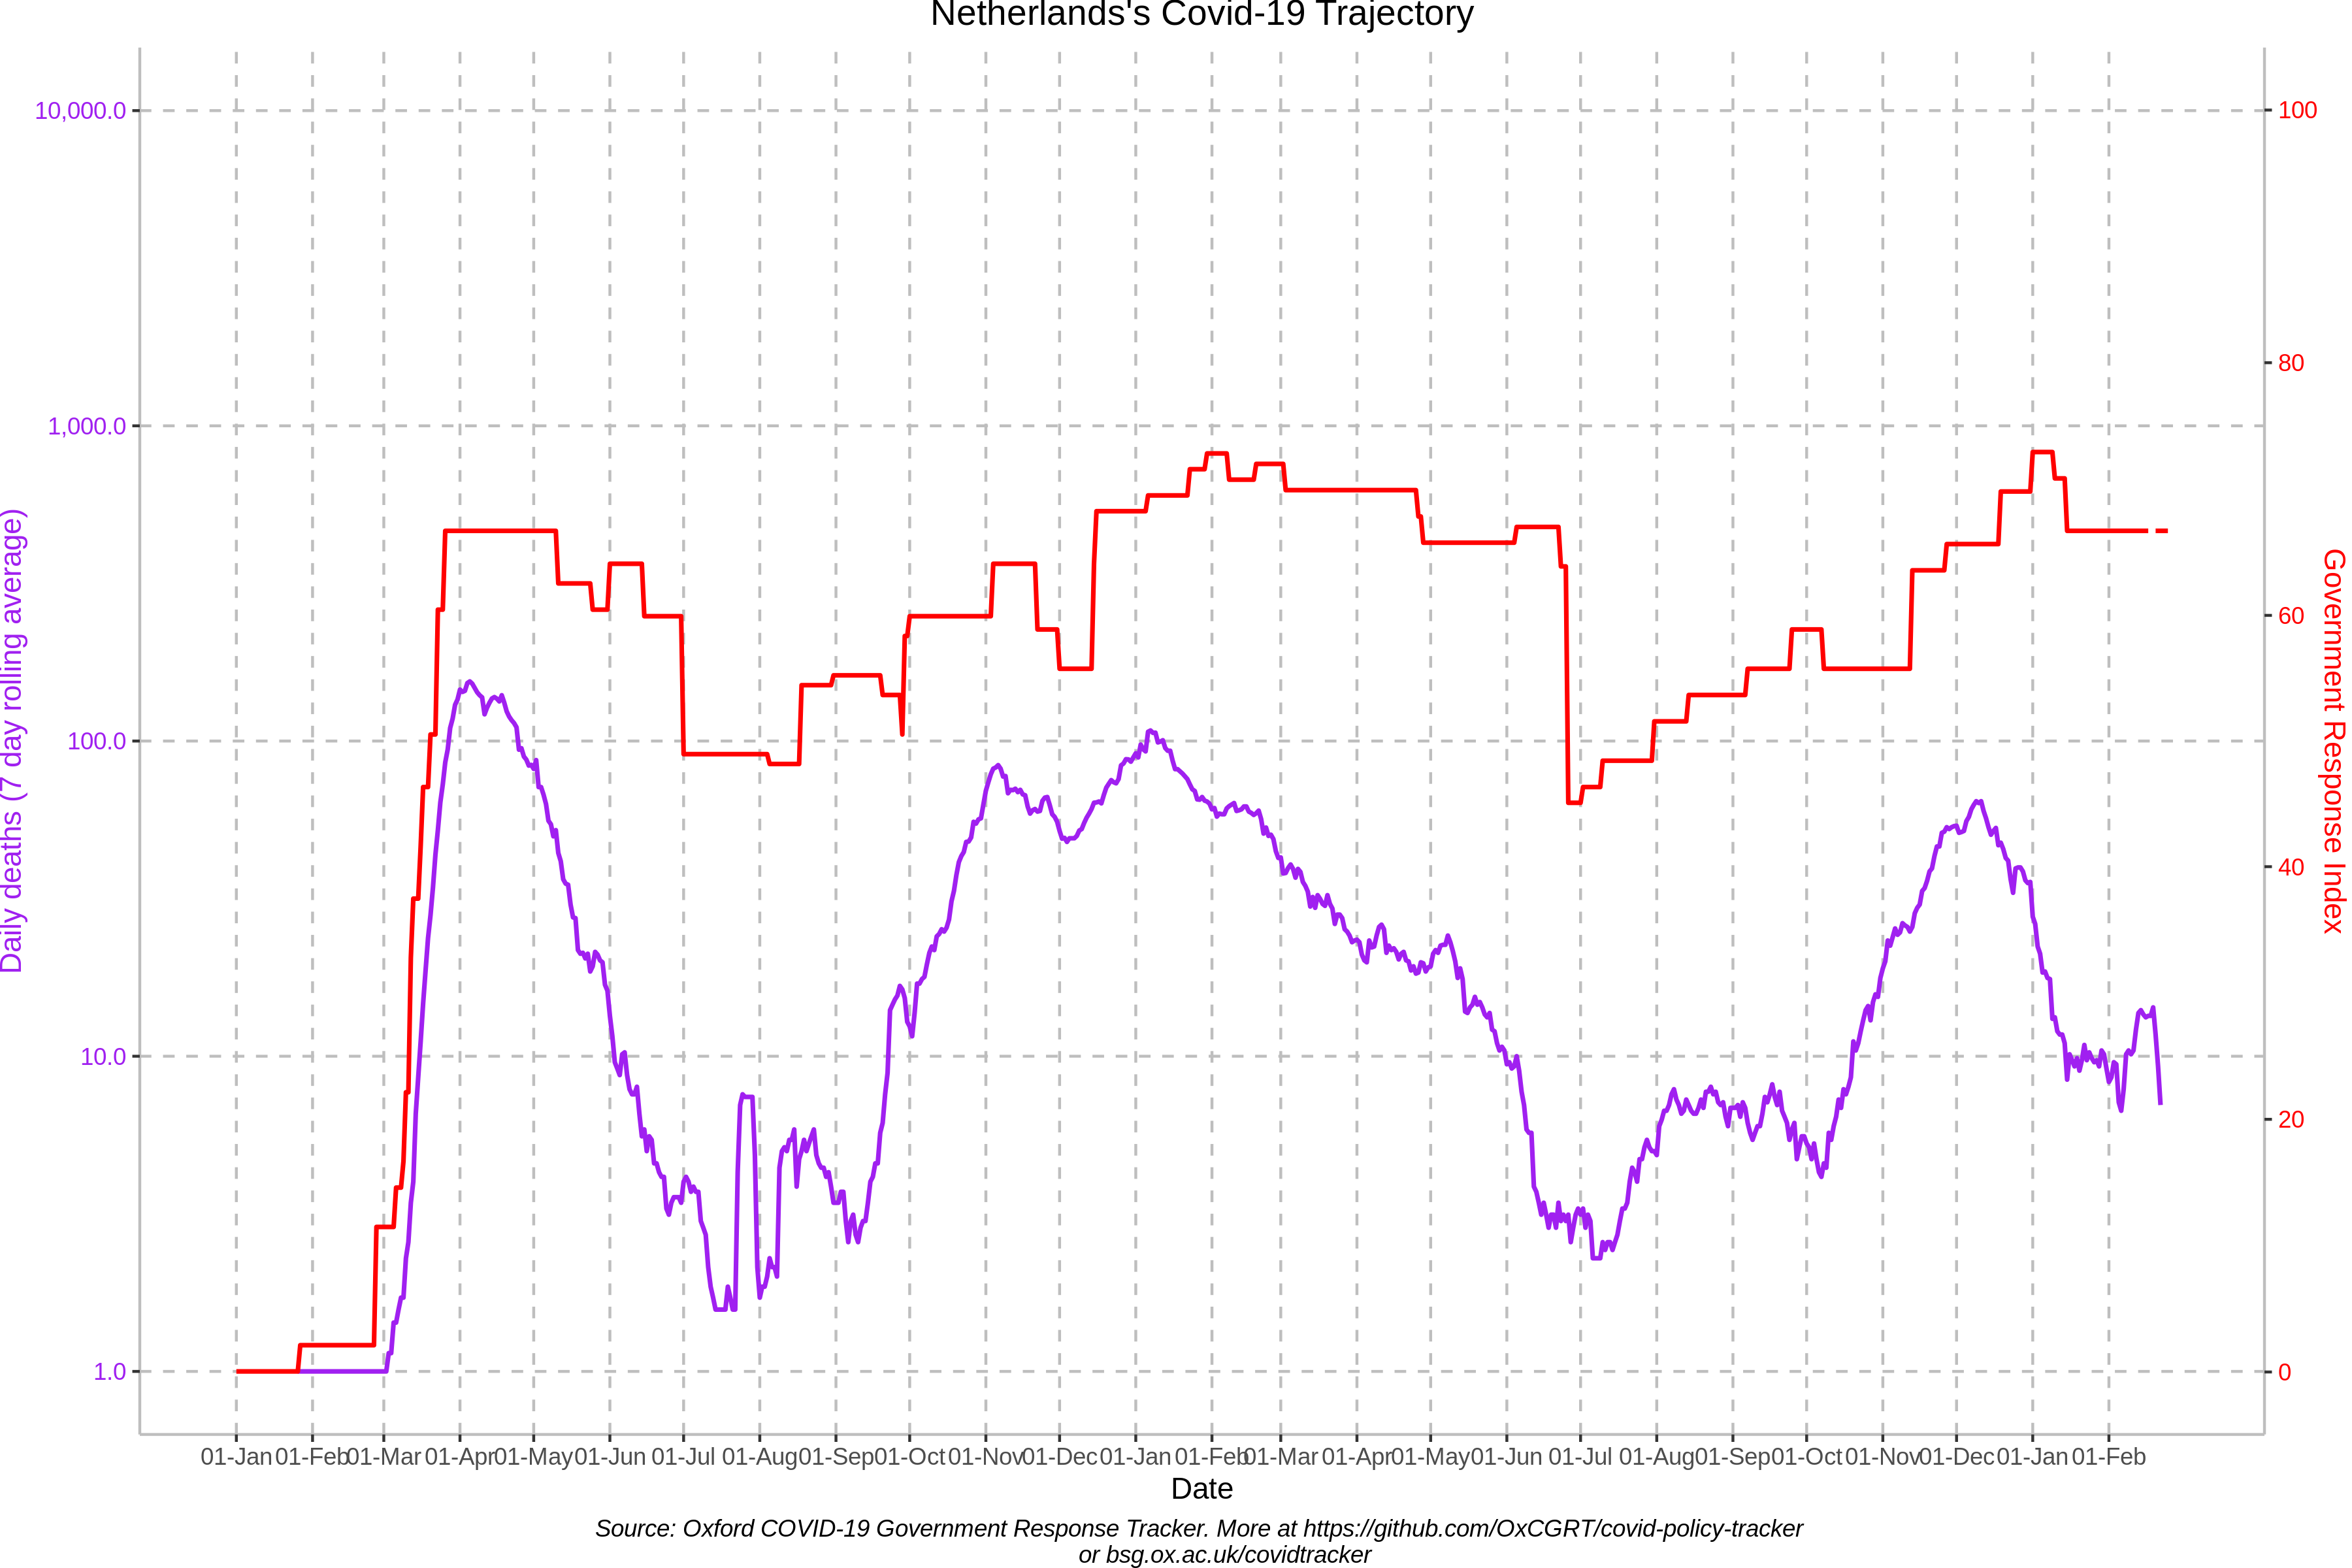 Netherlands's Covid-19 Trajectory
10,000.0
1,000.0
100.0
10.0
1.0
Daily deaths (7 day rolling average)
100
80
60
40
20
0
Government Response Index
01-Jan 01-Feb 01-Mar 01-Apr 01-May 01-Jun 01-Jul 01-Aug 01-Sep 01-Oct 01-Nov 01-Dec 01-Jan 01-Feb 01-Mar 01-Apr 01-May 01-Jun 01-Jul 01-Aug 01-Sep 01-Oct 01-Nov 01-Dec 01-Jan 01-Feb
Date
Source: Oxford COVID-19 Government Response Tracker. More at https://github.com/OxCGRT/covid-policy-tracker
or bsg.ox.ac.uk/covidtracker